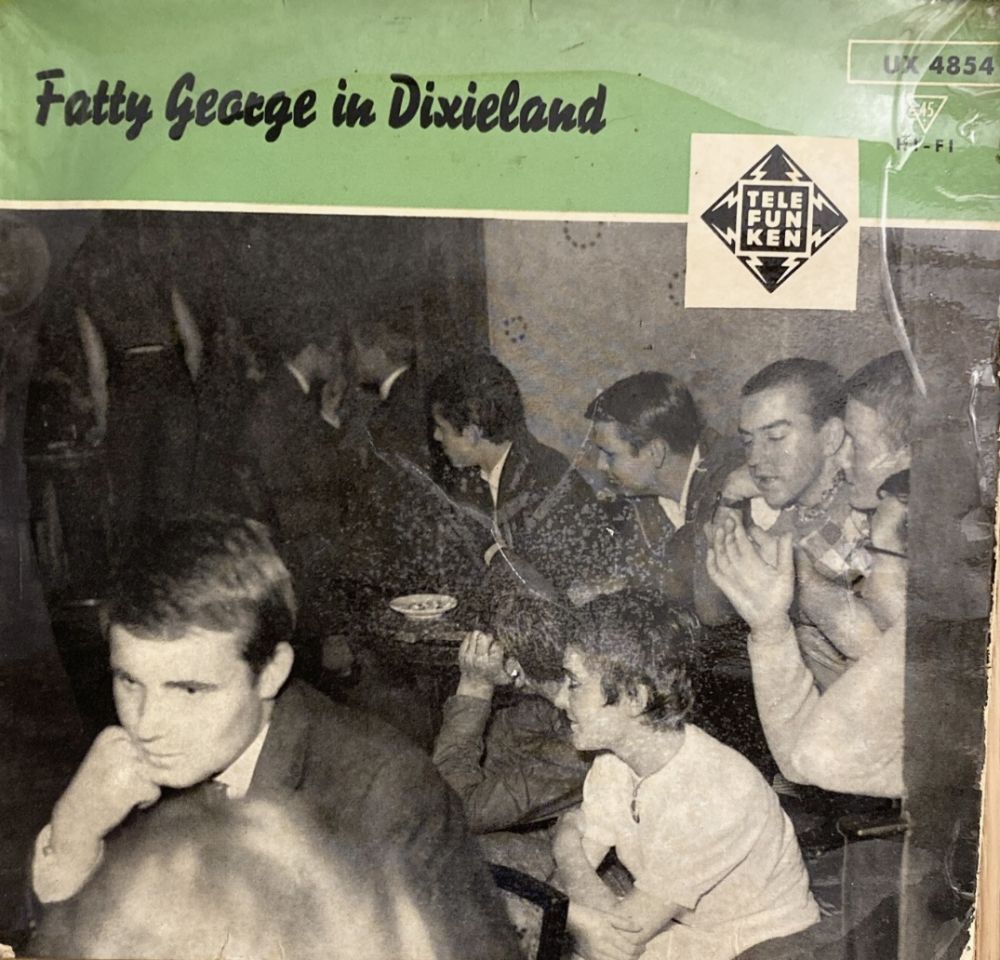 Fatty George in Dixieland
UX 4854
45
HI-FI
TELE
FUN
KEN